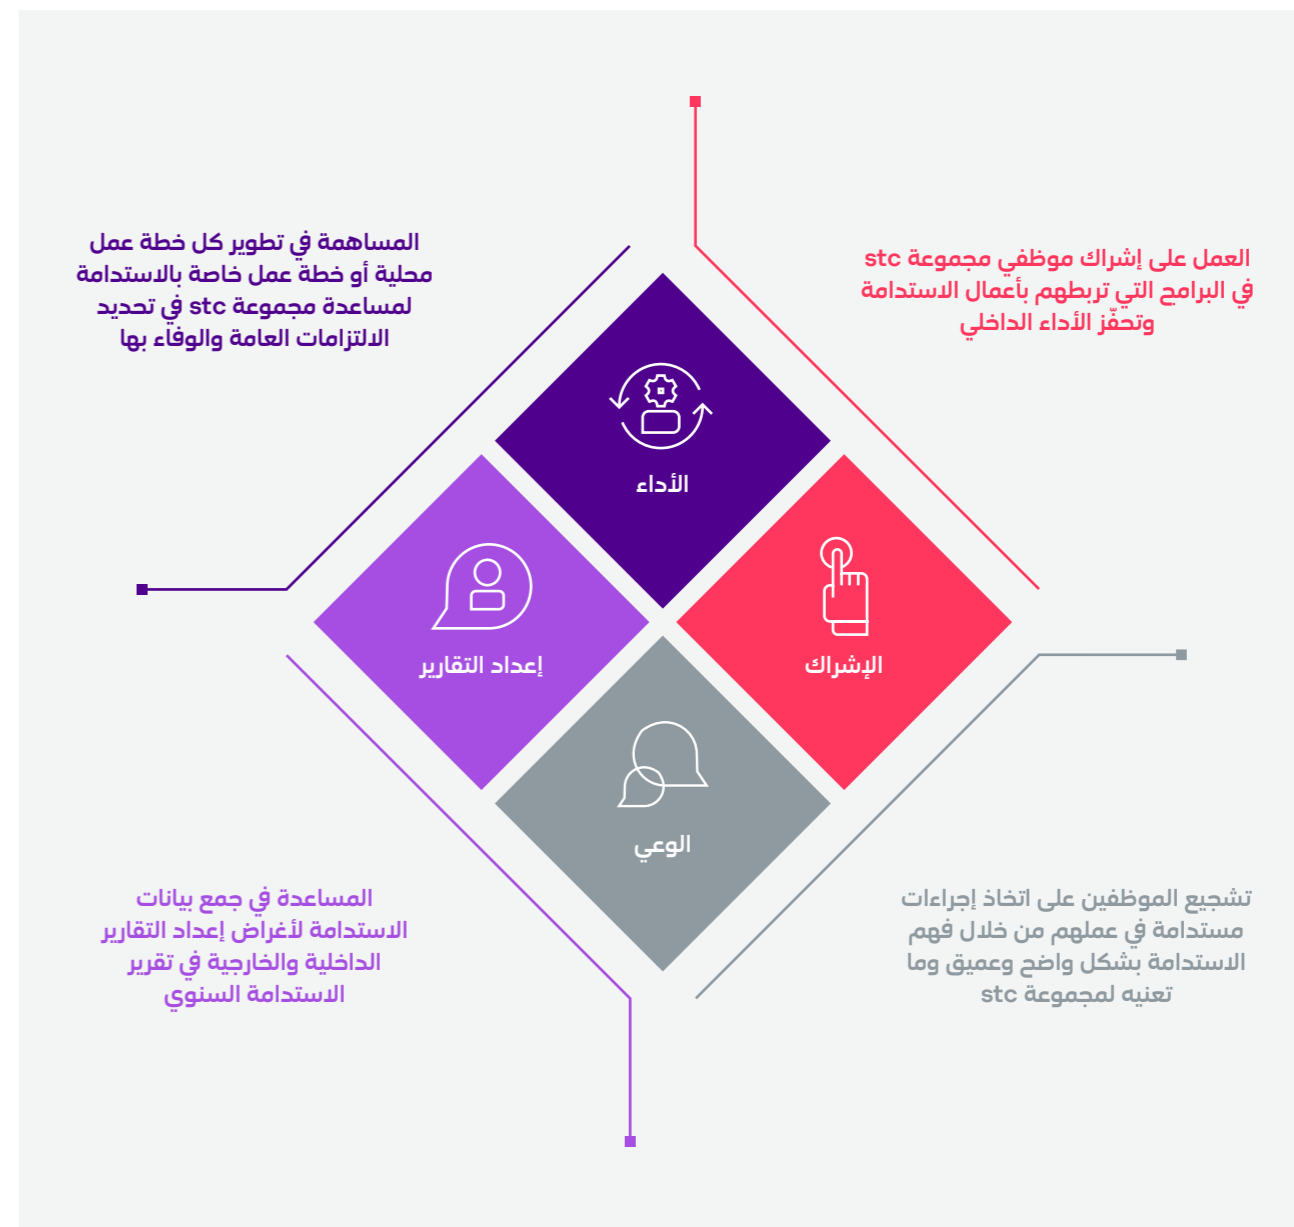 العمل على إشراك موظفي مجموعة stc
في البرامج التي تربطهم بأعمال الاستدامة
وتحفّز الأداء الداخلي
المساهمة في تطوير كل خطة عمل
محلية أو خطة عمل خاصة بالاستدامة
لمساعدة مجموعة stc في تحديد
الالتزامات العامة والوفاء بها
الأداء
الإشراك
إعداد التقارير
الوعي
تشجيع الموظفين على اتخاذ إجراءات
مستدامة في عملهم من خلال فهم
الاستدامة بشكل واضح وعميق وما
تعنيه لمجموعة stc
المساعدة في جمع بيانات
الاستدامة لأغراض إعداد التقارير
الداخلية والخارجية في تقرير
الاستدامة السنوي